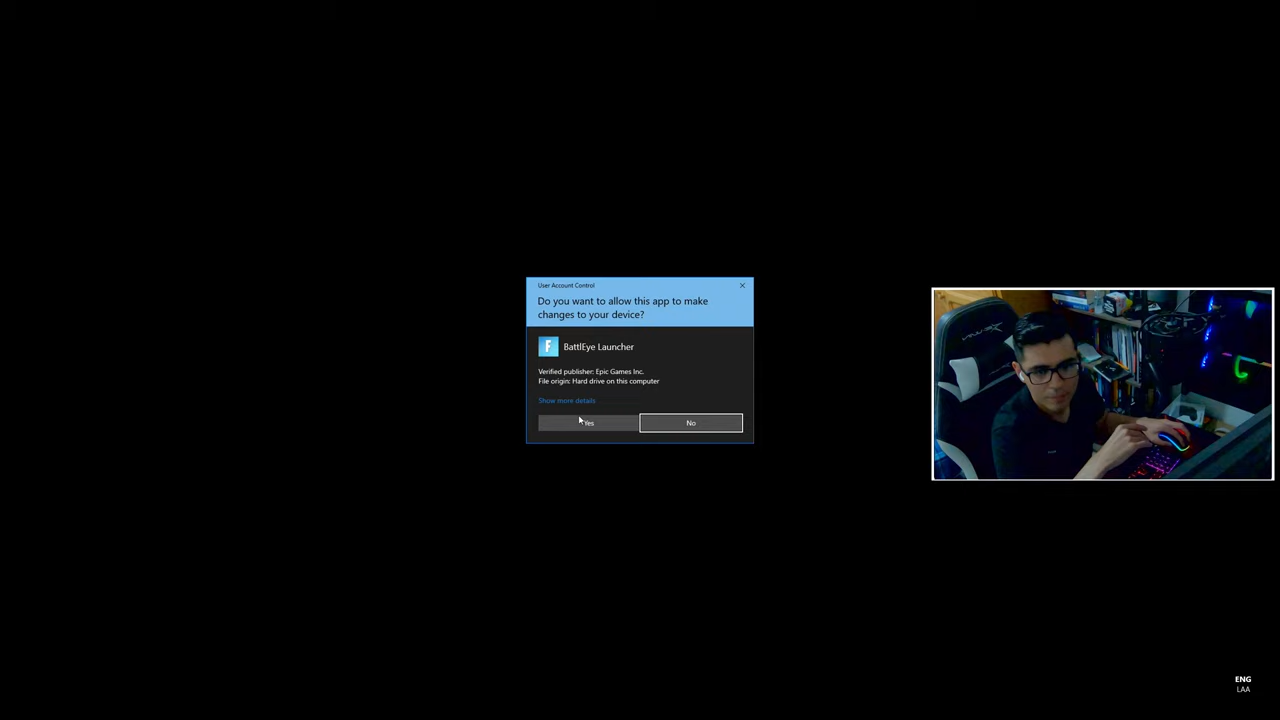 User Account Control
Do you want to allow this app to make
changes to your device?
F
BattlEye Launcher
Verified publisher: Epic Games Inc.
File origin: Hard drive on this computer
Show more details
Yes
No
ENG
LAA